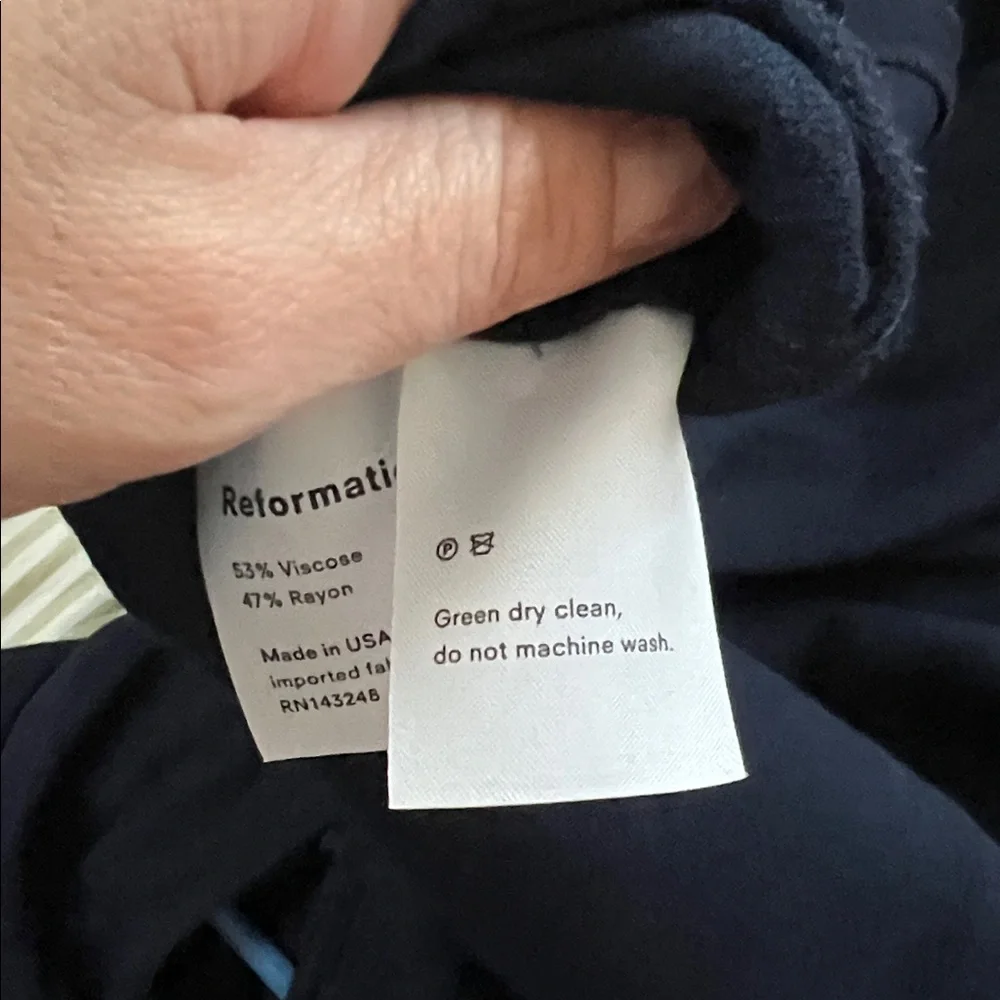 Reformati
53% Viscose
47% Rayon
Made in USA
imported fa
RN143248
P
Green dry clean,
do not machine wash.